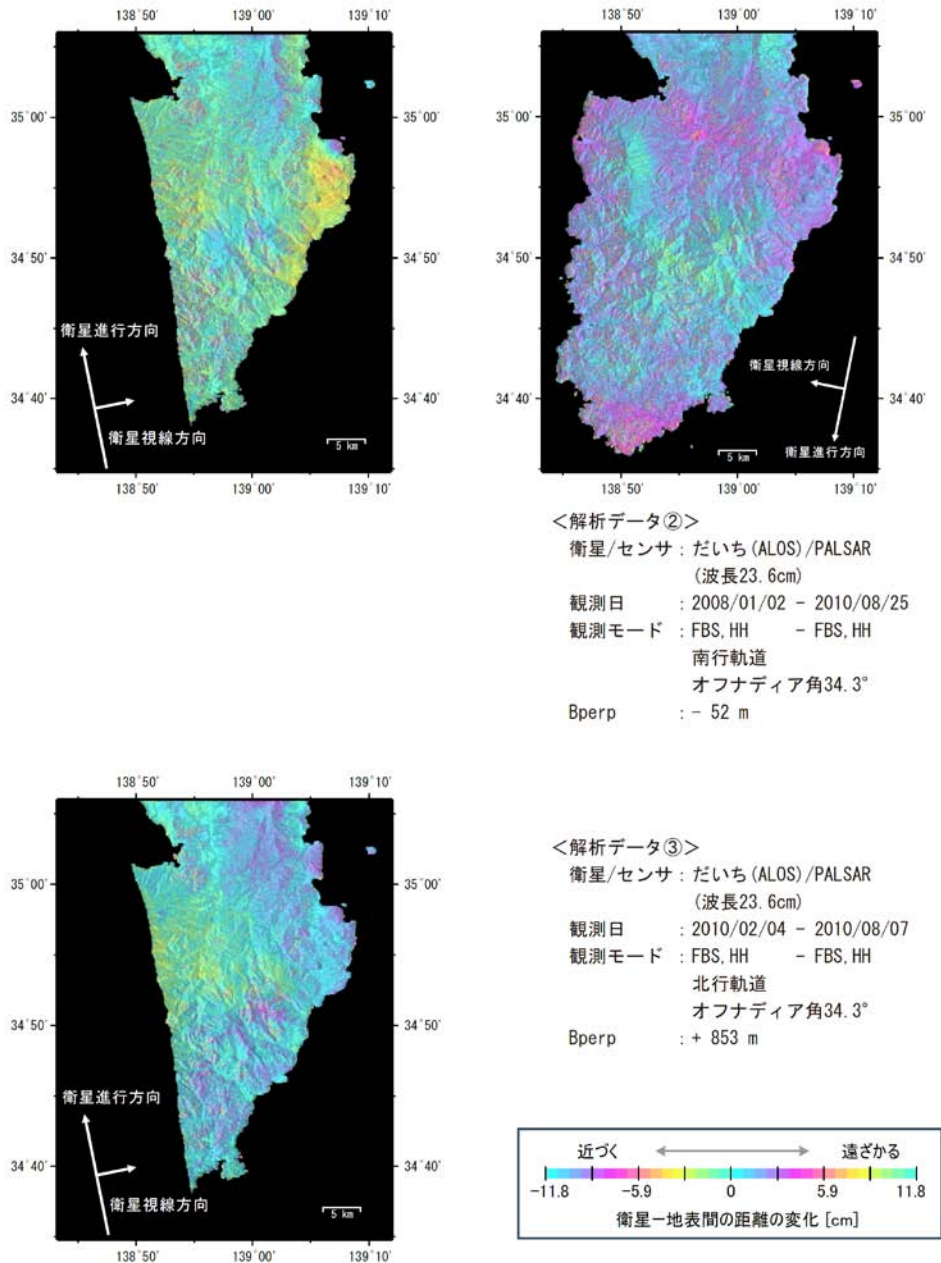 138°50′ 139°00′ 139°10′
35°00′
34°50′
34°40′
衛星進行方向
衛星視線方向
5 km
138°50′ 139°00′ 139°10′
138°50′ 139°00′ 139°10′
35°00′ 35°00′
34°50′ 34°50′
34°40′ 34°40′
衛星視線方向
衛星進行方向
5 km
138°50′ 139°00′ 139°10′
<解析データ②>
衛星/センサ : だいち(ALOS)/PALSAR
(波長23.6cm)
観測日 : 2008/01/02 - 2010/08/25
観測モード : FBS,HH - FBS,HH
南行軌道
オフナディア角34.3°
Bperp : - 52 m
138°50′ 139°00′ 139°10′
35°00′
34°50′
34°40′
衛星進行方向
衛星視線方向
5 km
138°50′ 139°00′ 139°10′
<解析データ③>
衛星/センサ : だいち(ALOS)/PALSAR
(波長23.6cm)
観測日 : 2010/02/04 - 2010/08/07
観測モード : FBS,HH - FBS,HH
北行軌道
オフナディア角34.3°
Bperp : + 853 m
近づく 遠ざかる
-11.8 -5.9 0 5.9 11.8
衛星－地表間の距離の変化 [cm]